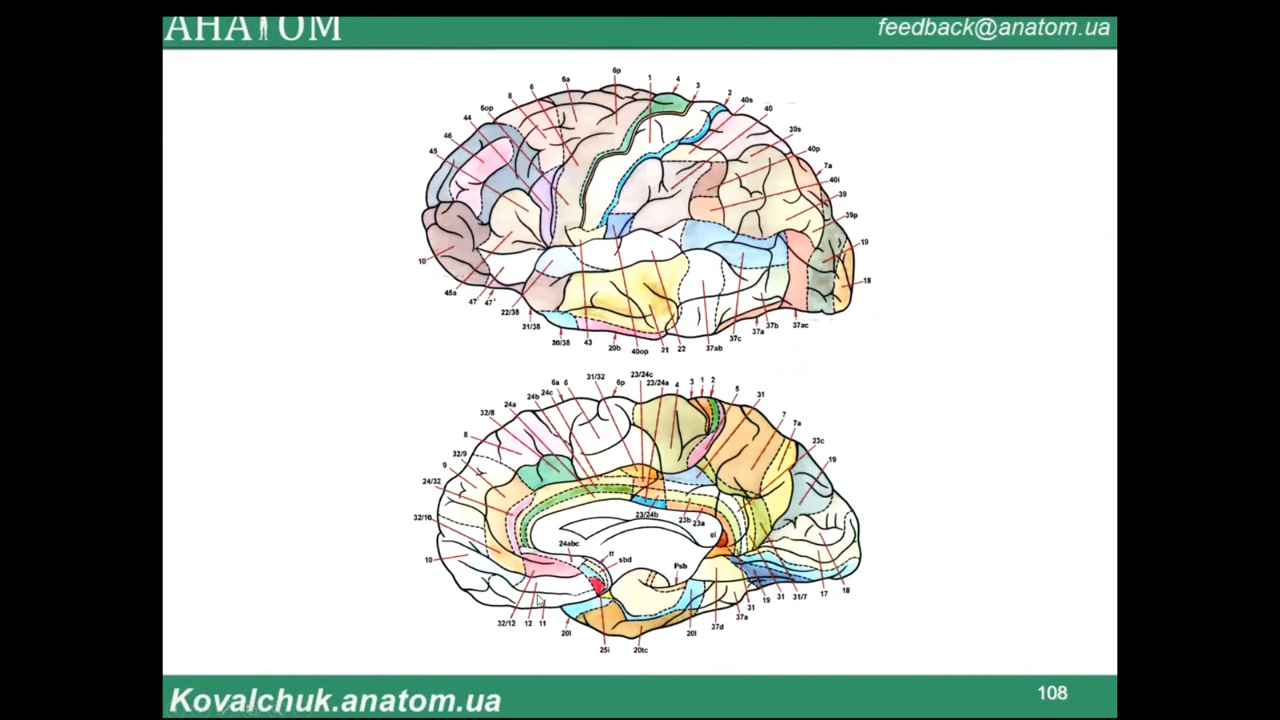 АНАТОМ
feedback@anatom.ua
6p
6a
1
4
6
3
8
2
6op
40s
44
40
46
39s
45
40p
7a
40i
39
39p
19
10
18
45a
47
47'
22/38
21/38
20/38
43
20b
40op
21
22
37ab
37c
37a
37b
37ac
23/24c
31/32
23/24a
6a
6
6p
4
3
1
2
24c
5
24b
31
24a
7
32/8
7a
8
23c
32/9
19
9
24/32
32/10
23/24b
23b
23a
oi
24abc
tt
sbd
10
Psb
32/12
12
11
20l
25i
20tc
20l
37d
37a
31
19
31
31/7
17
18
Kovalchuk.anatom.ua
108